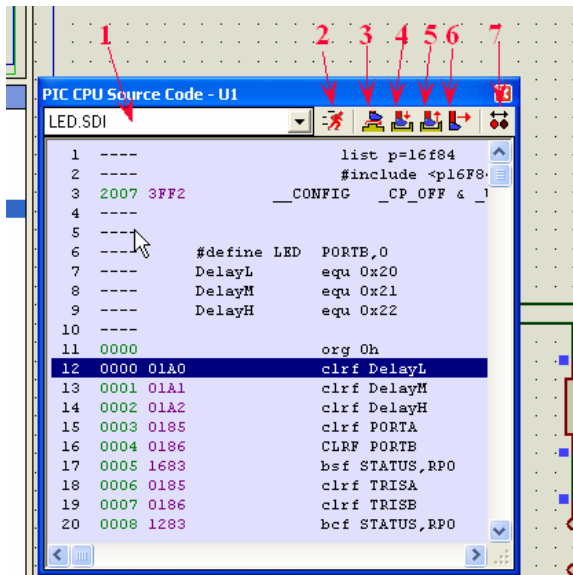 1 2 3 4 5 6 7
PIC CPU Source Code - U1
LED.SDI
1 ---- list p=16f84
2 ---- #include <p16F8
3 2007 3FF2 __CONFIG _CP_OFF & _
4 ----
5 ----
6 ---- #define LED PORTB,0
7 ---- DelayL equ 0x20
8 ---- DelayM equ 0x21
9 ---- DelayH equ 0x22
10 ----
11 0000 org 0h
12 0000 01A0 clrf DelayL
13 0001 01A1 clrf DelayM
14 0002 01A2 clrf DelayH
15 0003 0185 clrf PORTA
16 0004 0186 CLRF PORTB
17 0005 1683 bsf STATUS,RP0
18 0006 0185 clrf TRISA
19 0007 0186 clrf TRISB
20 0008 1283 bcf STATUS,RP0